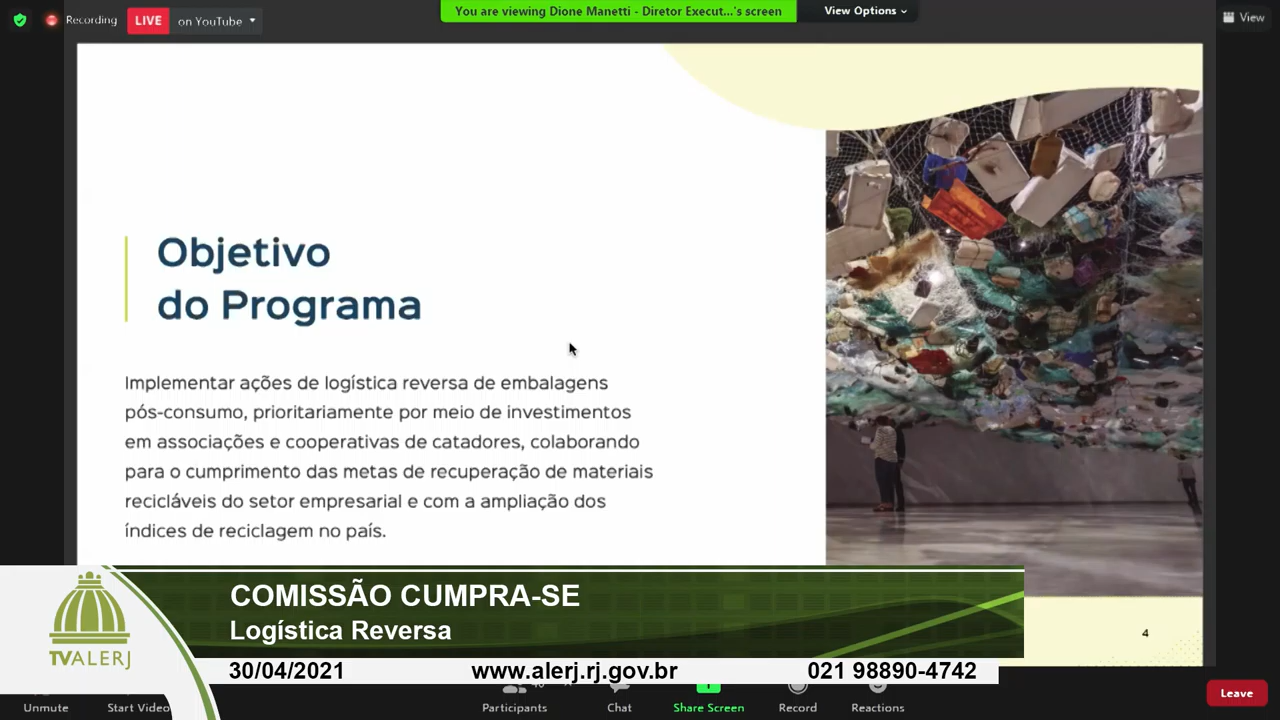 Recording
LIVE
on YouTube
You are viewing Dione Manetti - Diretor Execut...'s screen
View Options
View
Objetivo
do Programa
Implementar ações de logística reversa de embalagens
pós-consumo, prioritariamente por meio de investimentos
em associações e cooperativas de catadores, colaborando
para o cumprimento das metas de recuperação de materiais
recicláveis do setor empresarial e com a ampliação dos
índices de reciclagem no país.
4
COMISSÃO CUMPRA-SE
Logística Reversa
TVALERJ
30/04/2021
www.alerj.rj.gov.br
021 98890-4742
Unmute
Start Video
Participants
Chat
Share Screen
Record
Reactions
Leave